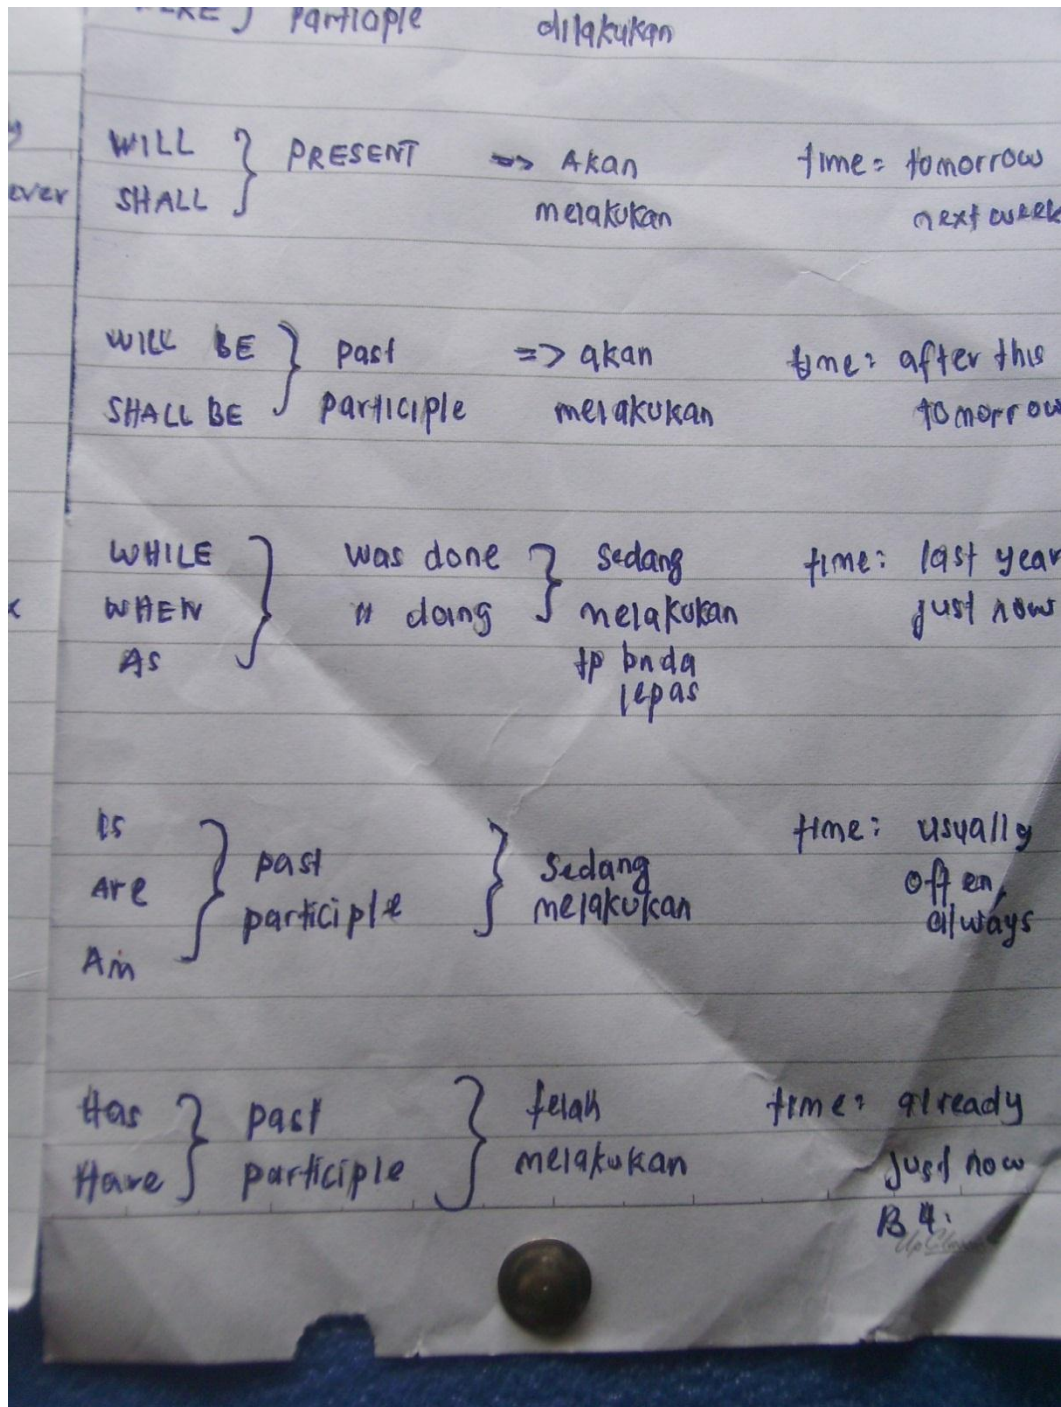 Participle dilakukan
WILL } PRESENT => Akan time = tomorrow
ever SHALL melakukan next week
WILL BE } past => akan time: after this
SHALL BE participle melakukan tomorrow
WHILE } was done } sedang time: last year
WHEN " doing melakukan just now
AS tp bnda
lepas
Is time: usually
Are } past } sedang often,
participle melakukan always
Am
Has } past } telah time: already
Have participle melakukan just now
B4.